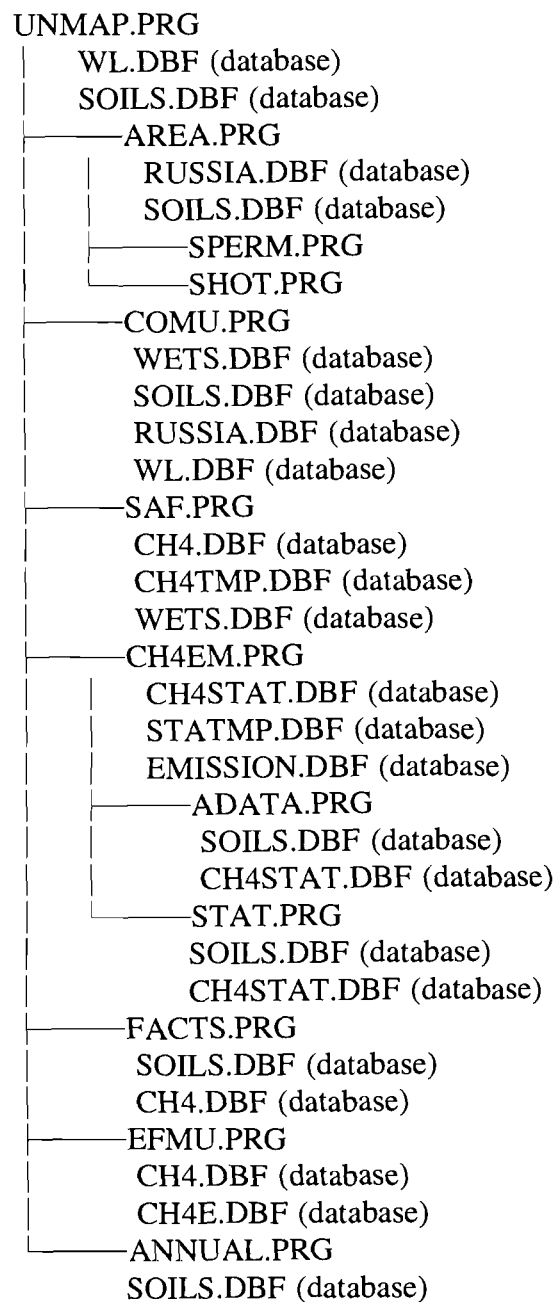 UNMAP.PRG
WL.DBF (database)
SOILS.DBF (database)
AREA.PRG
RUSSIA.DBF (database)
SOILS.DBF (database)
SPERM.PRG
SHOT.PRG
COMU.PRG
WETS.DBF (database)
SOILS.DBF (database)
RUSSIA.DBF (database)
WL.DBF (database)
SAF.PRG
CH4.DBF (database)
CH4TMP.DBF (database)
WETS.DBF (database)
CH4EM.PRG
CH4STAT.DBF (database)
STATMP.DBF (database)
EMISSION.DBF (database)
ADATA.PRG
SOILS.DBF (database)
CH4STAT.DBF (database)
STAT.PRG
SOILS.DBF (database)
CH4STAT.DBF (database)
FACTS.PRG
SOILS.DBF (database)
CH4.DBF (database)
EFMU.PRG
CH4.DBF (database)
CH4E.DBF (database)
ANNUAL.PRG
SOILS.DBF (database)